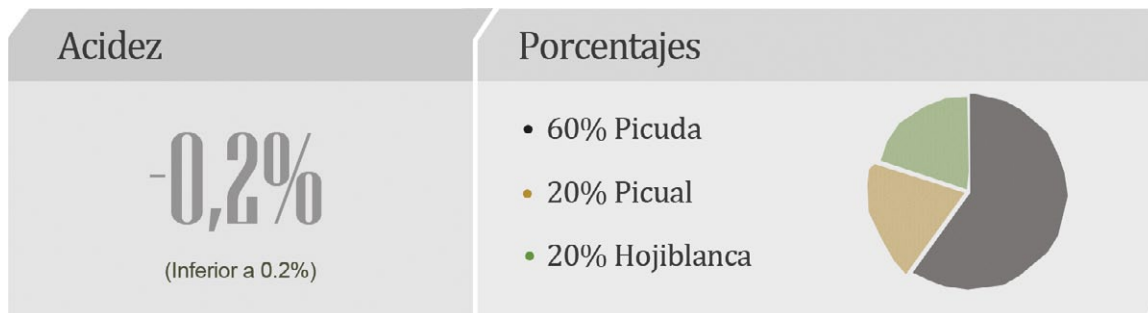 Acidez
-0,2%
(Inferior a 0.2%)
Porcentajes
• 60% Picuda
• 20% Picual
• 20% Hojiblanca